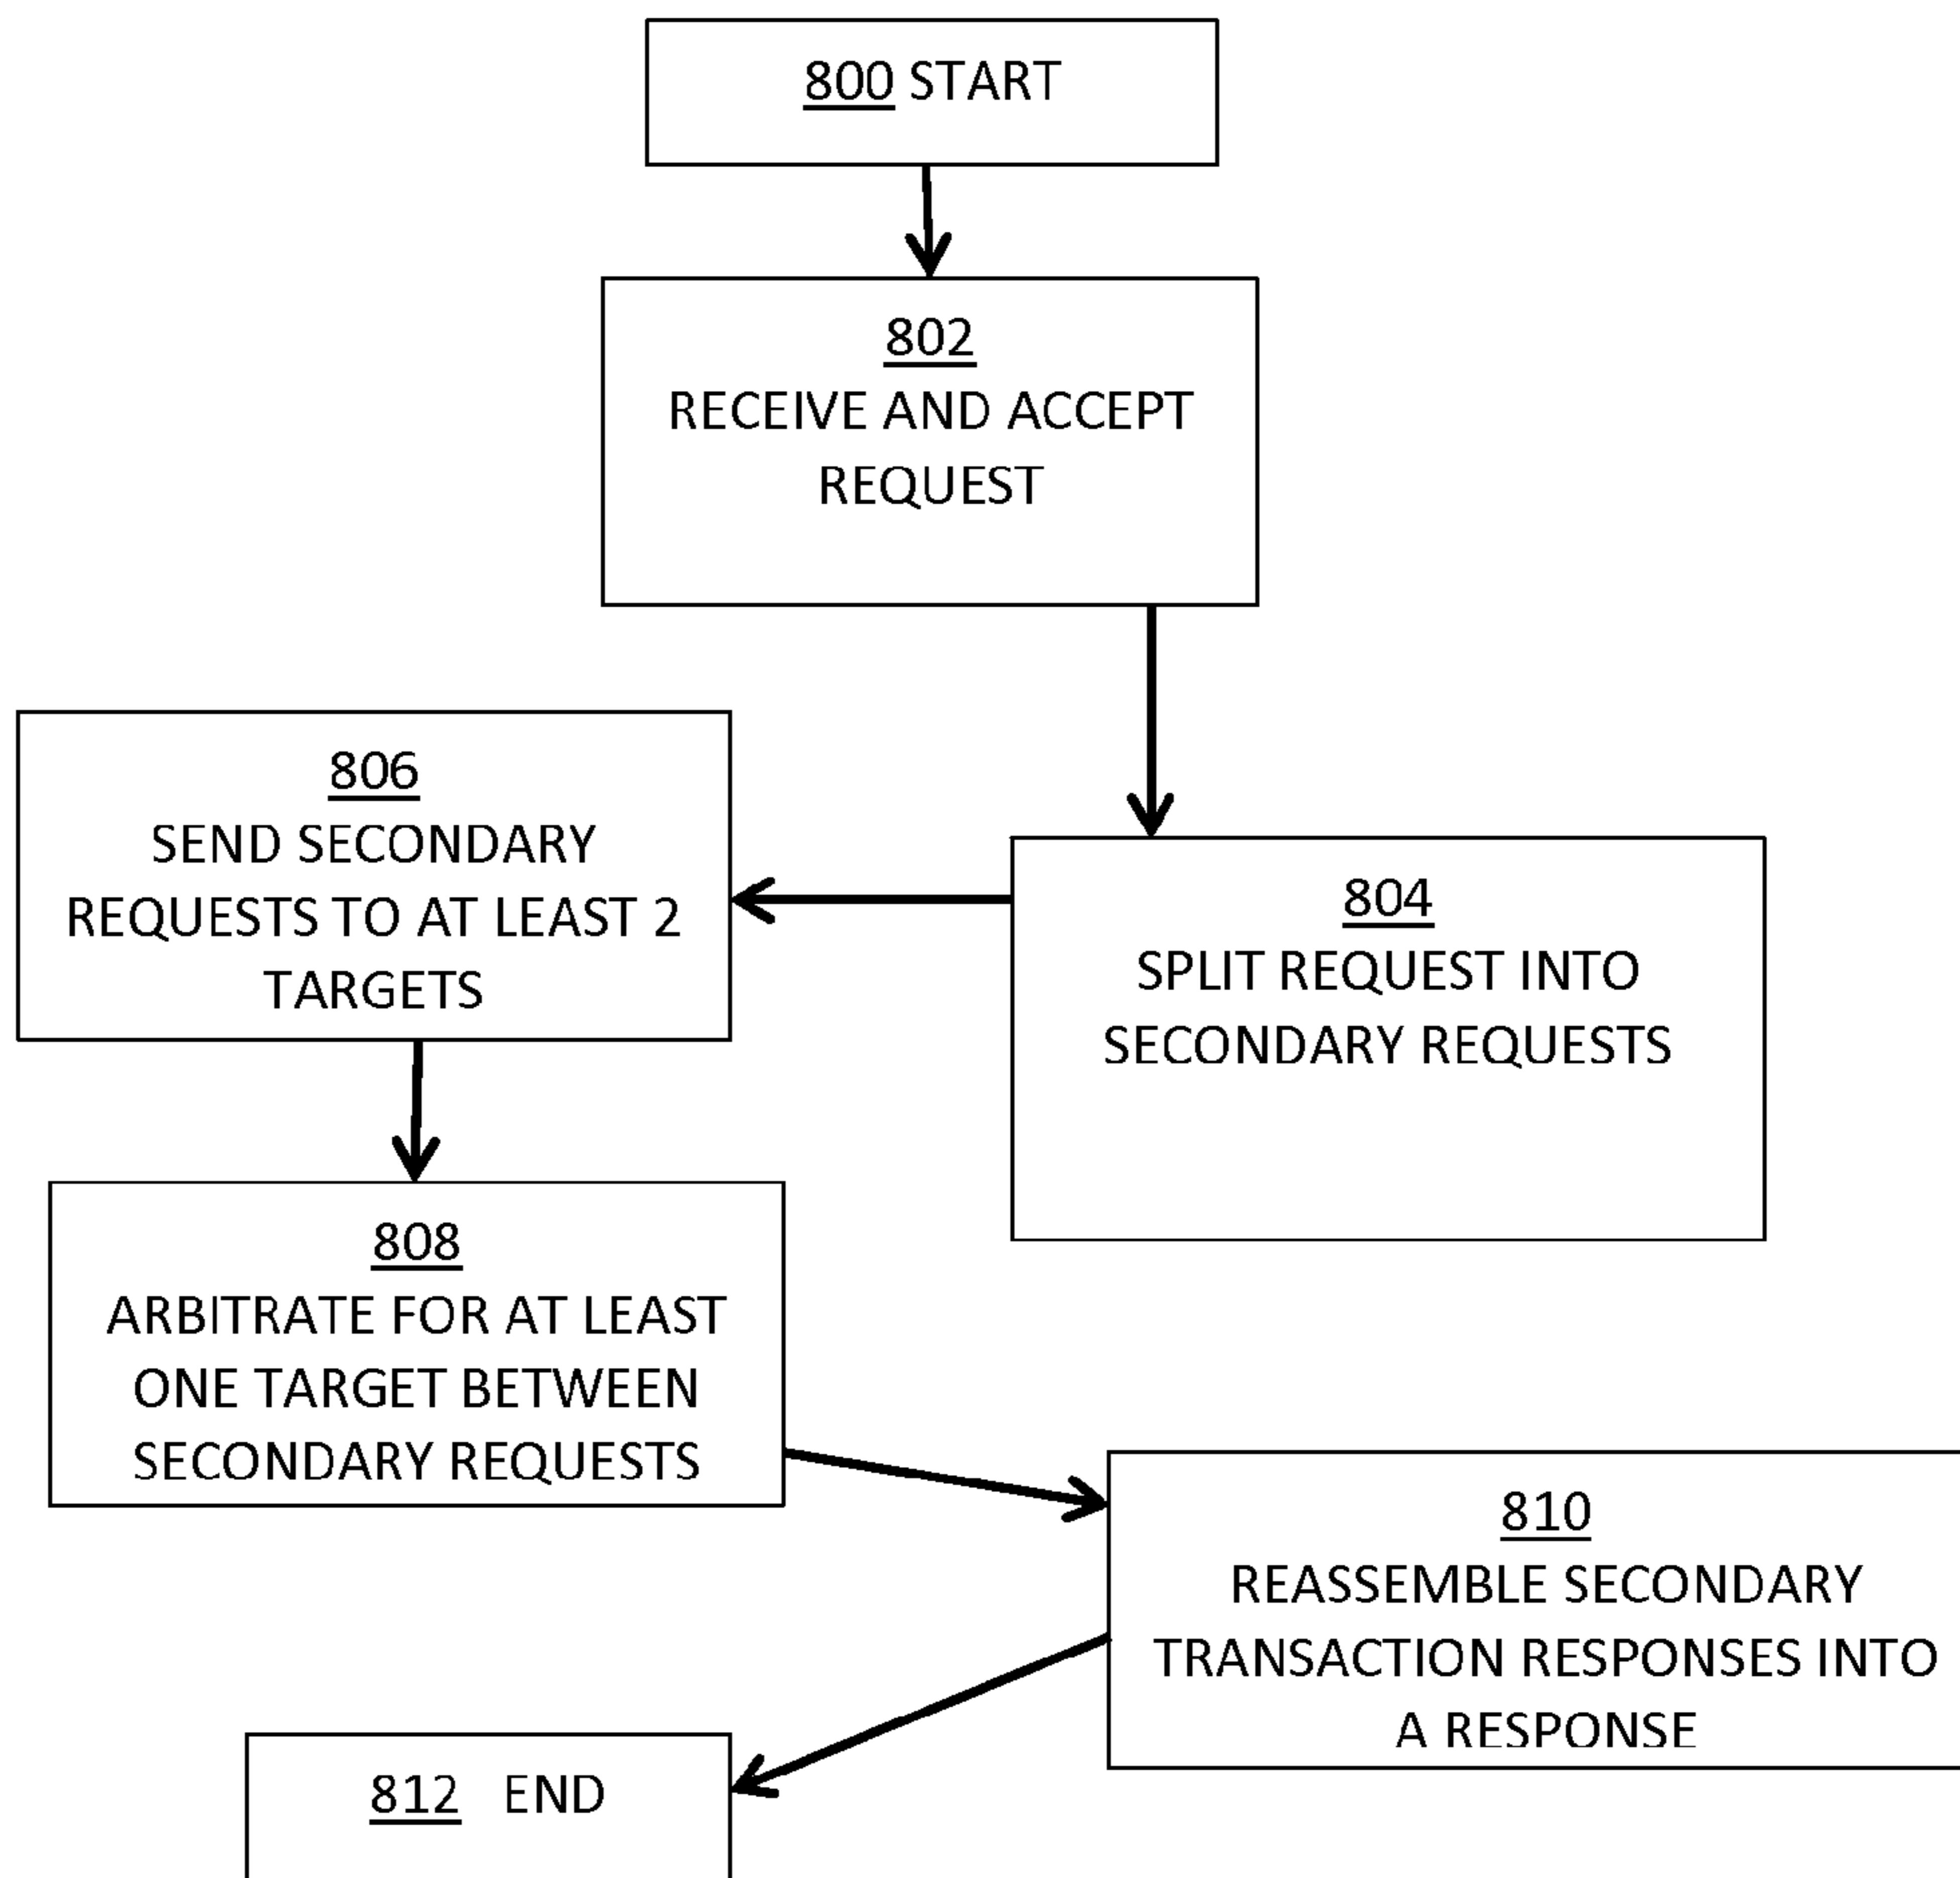 800 START
802
RECEIVE AND ACCEPT
REQUEST
804
SPLIT REQUEST INTO
SECONDARY REQUESTS
806
SEND SECONDARY
REQUESTS TO AT LEAST 2
TARGETS
808
ARBITRATE FOR AT LEAST
ONE TARGET BETWEEN
SECONDARY REQUESTS
810
REASSEMBLE SECONDARY
TRANSACTION RESPONSES INTO
A RESPONSE
812 END